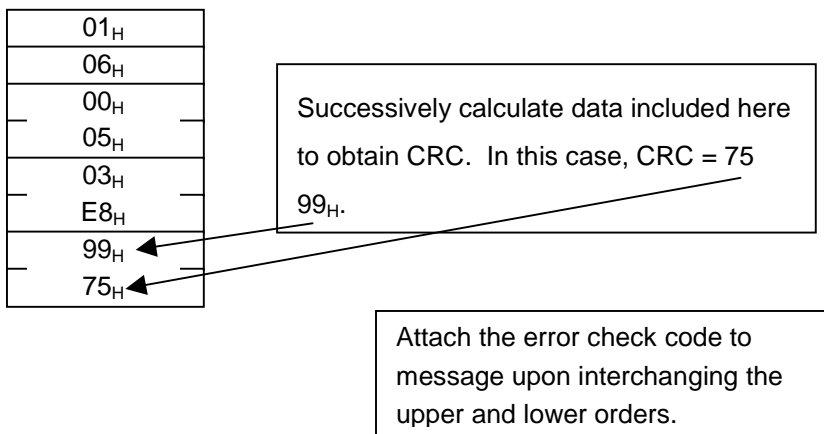 01H
06H
00H
05H
03H
E8H
99H
75H
Successively calculate data included here
to obtain CRC. In this case, CRC = 75
99H.
Attach the error check code to
message upon interchanging the
upper and lower orders.